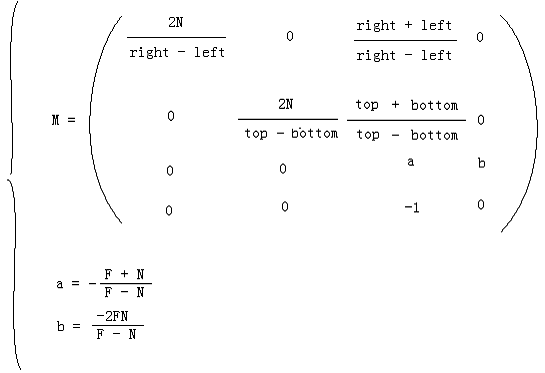 2N 0 right + left 0
right - left right - left
M =
0 2N top + bottom 0
top - bottom top - bottom
0 0 a b
0 0 -1 0
a = - F + N
F - N
b = -2FN
F - N